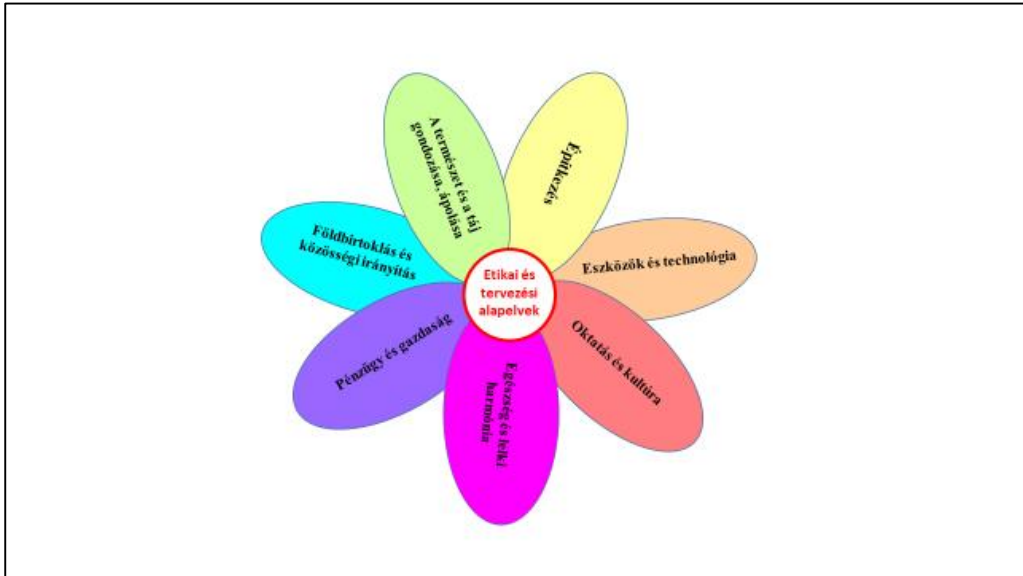 A természet és a táj
gondozása, ápolása
Építkezés
Eszközök és technológia
Oktatás és kultúra
Egészség és lelki
harmónia
Pénzügy és gazdaság
Földbirtoklás és
közösségi irányítás
Etikai és
tervezési
alapelvek